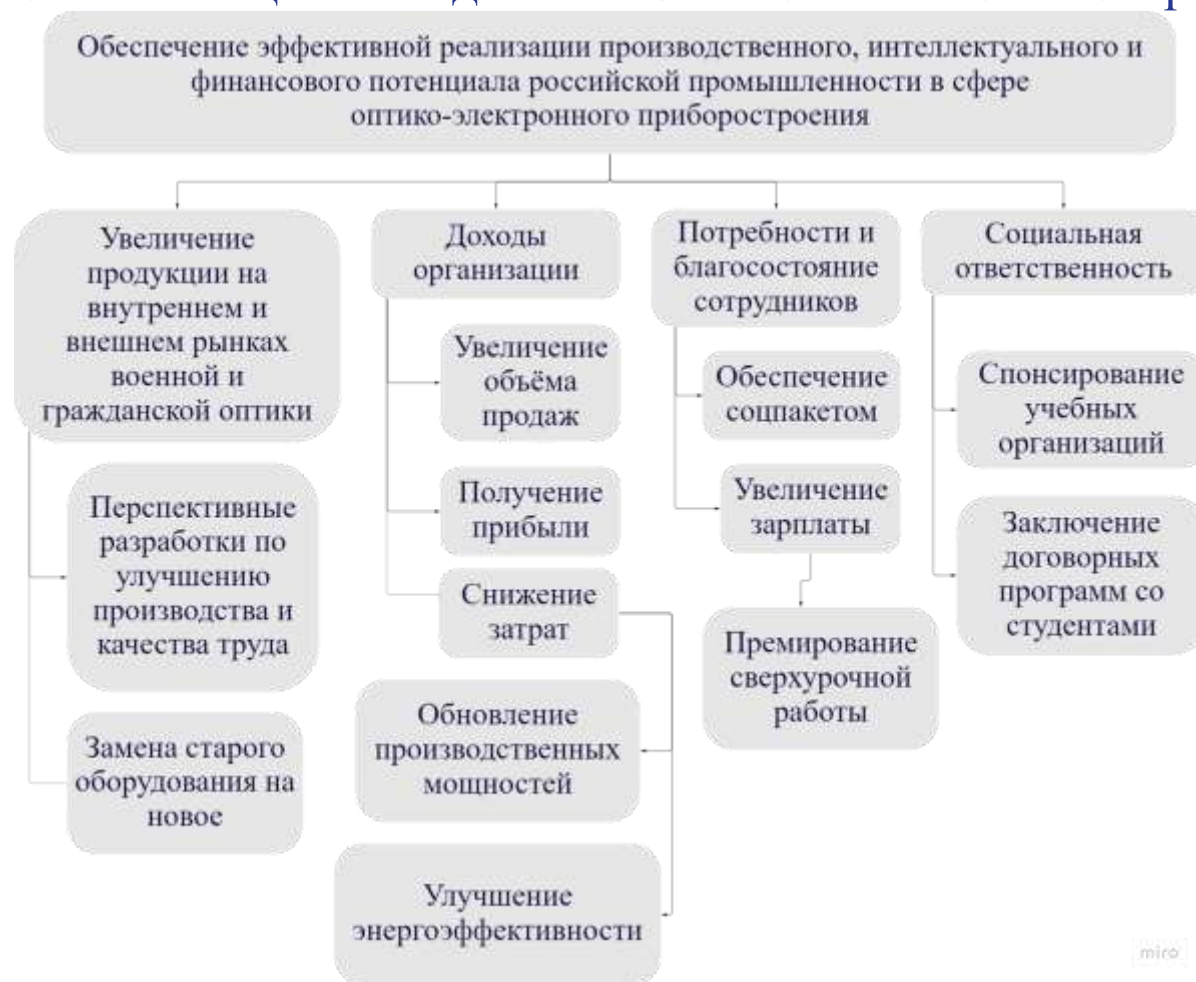 Обеспечение эффективной реализации производственного, интеллектуального и
финансового потенциала российской промышленности в сфере
оптико-электронного приборостроения
Увеличение
продукции на
внутреннем и
внешнем рынках
военной и
гражданской оптики
Перспективные
разработки по
улучшению
производства и
качества труда
Замена старого
оборудования на
новое
Доходы
организации
Увеличение
объёма
продаж
Получение
прибыли
Снижение
затрат
Обновление
производственных
мощностей
Улучшение
энергоэффективности
Потребности и
благосостояние
сотрудников
Обеспечение
соцпакетом
Увеличение
зарплаты
Премирование
сверхурочной
работы
Социальная
ответственность
Спонсирование
учебных
организаций
Заключение
договорных
программ со
студентами
miro